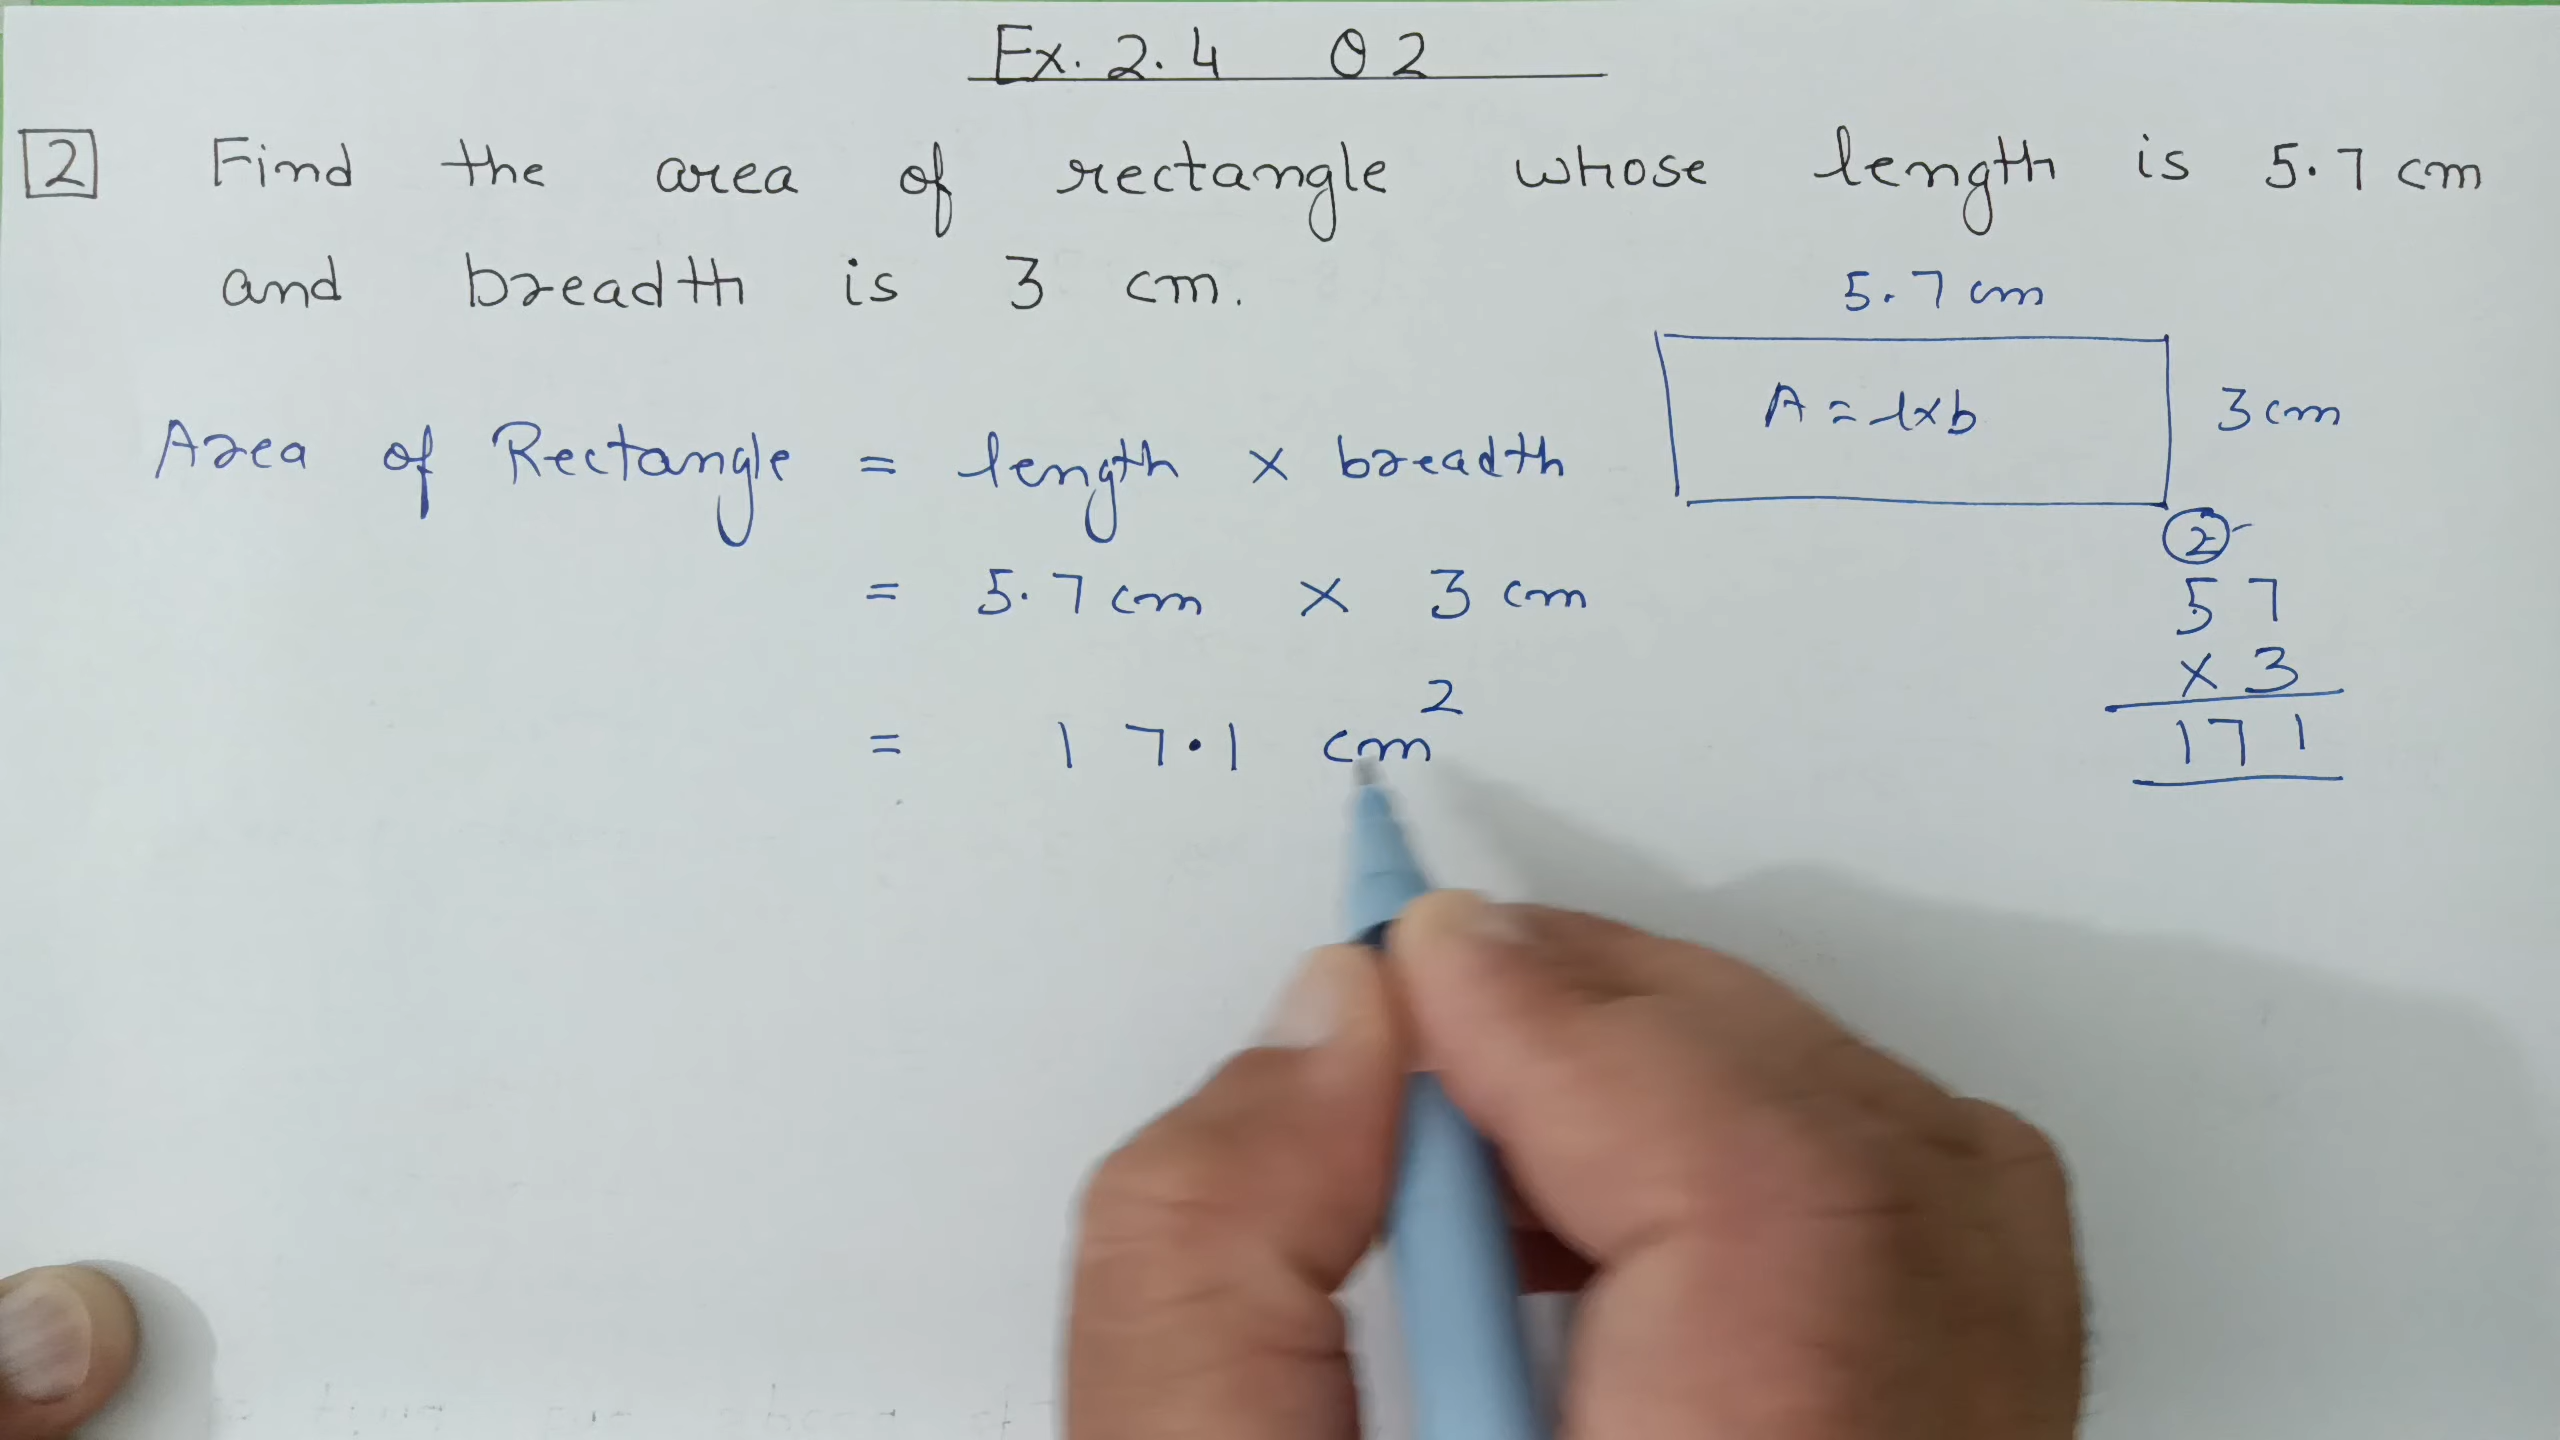 Ex. 2.4 Q2
2 Find the area of rectangle whose length is 5.7 cm
and breadth is 3 cm.
5.7 cm
A = l×b
3 cm
Area of Rectangle = length × breadth
= 5.7 cm × 3 cm
= 17.1 cm²
2
57
× 3
171